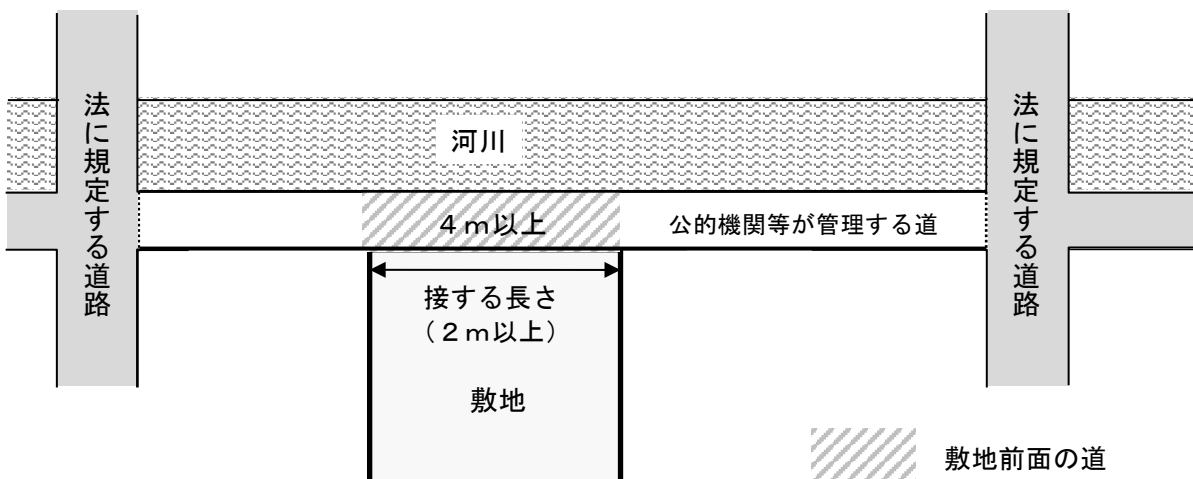 法に規定する道路
河川
法に規定する道路
4m以上
公的機関等が管理する道
接する長さ
(2m以上)
敷地
敷地前面の道